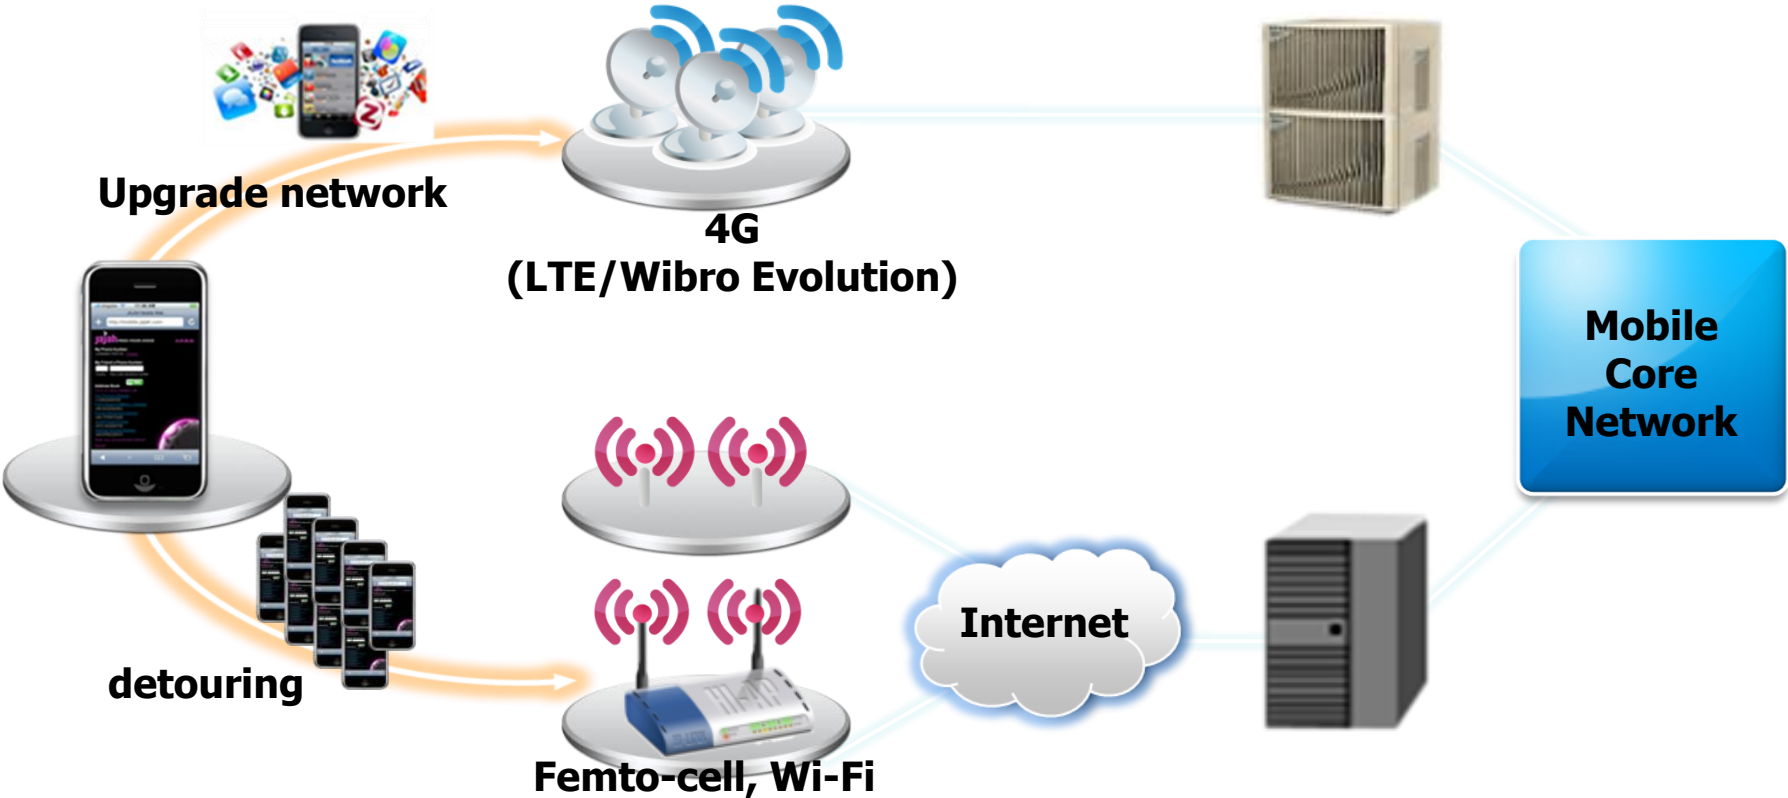 Upgrade network
4G
(LTE/Wibro Evolution)
Mobile
Core
Network
Internet
detouring
Femto-cell, Wi-Fi